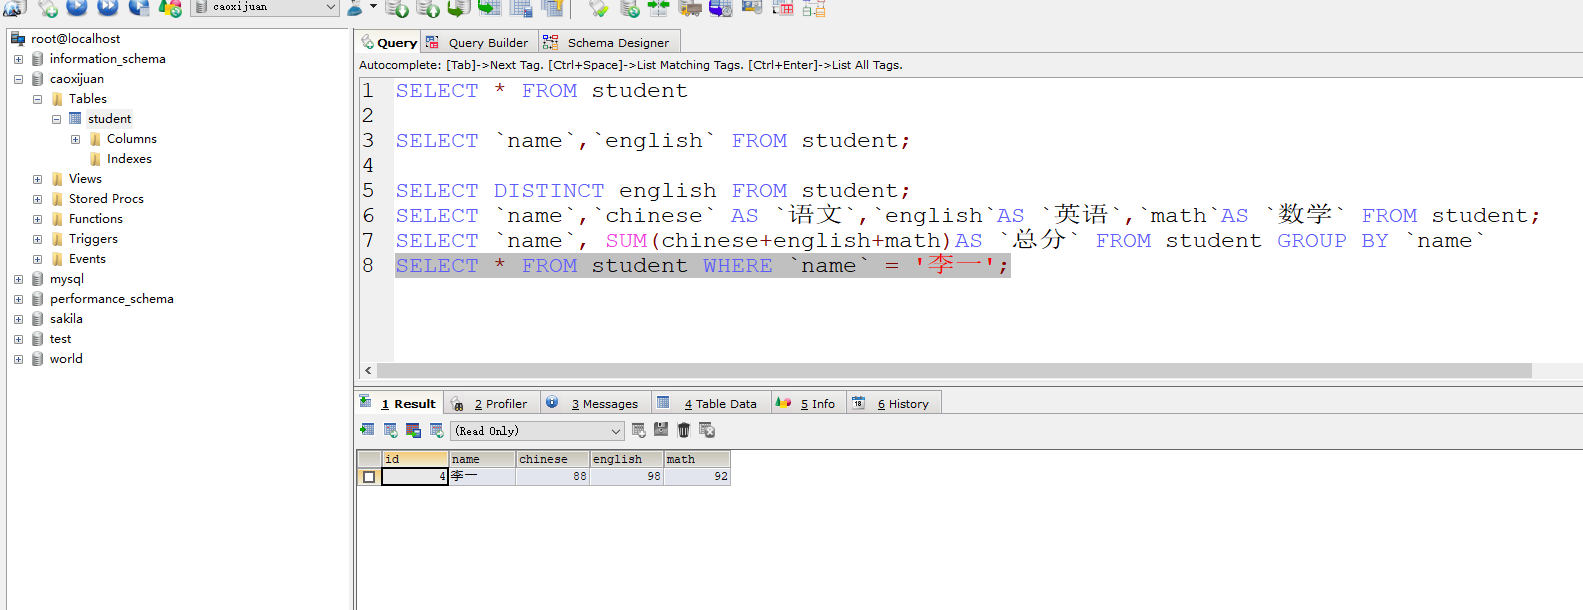 caoxijuan
root@localhost
information_schema
caoxijuan
Tables
student
Columns
Indexes
Views
Stored Procs
Functions
Triggers
Events
mysql
performance_schema
sakila
test
world
Query Query Builder Schema Designer
Autocomplete: [Tab]->Next Tag. [Ctrl+Space]->List Matching Tags. [Ctrl+Enter]->List All Tags.
1 SELECT * FROM student
2
3 SELECT `name`,`english` FROM student;
4
5 SELECT DISTINCT english FROM student;
6 SELECT `name`,`chinese` AS `语文`,`english`AS `英语`,`math`AS `数学` FROM student;
7 SELECT `name`, SUM(chinese+english+math)AS `总分` FROM student GROUP BY `name`
8 SELECT * FROM student WHERE `name` = '李一';
1 Result 2 Profiler 3 Messages 4 Table Data 5 Info 6 History
(Read Only)
id name chinese english math
4 李一 88 98 92